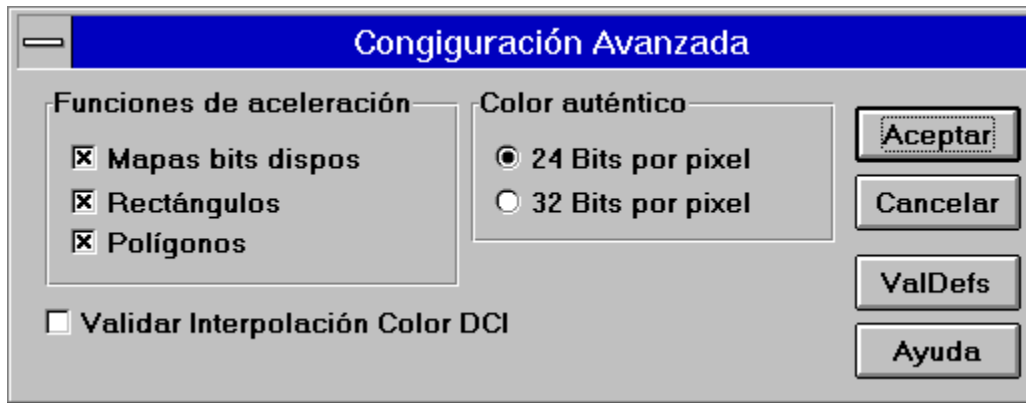 Congiguración Avanzada
Funciones de aceleración
Mapas bits dispos
Rectángulos
Polígonos
Color auténtico
24 Bits por pixel
32 Bits por pixel
Validar Interpolación Color DCI
Aceptar
Cancelar
ValDefs
Ayuda